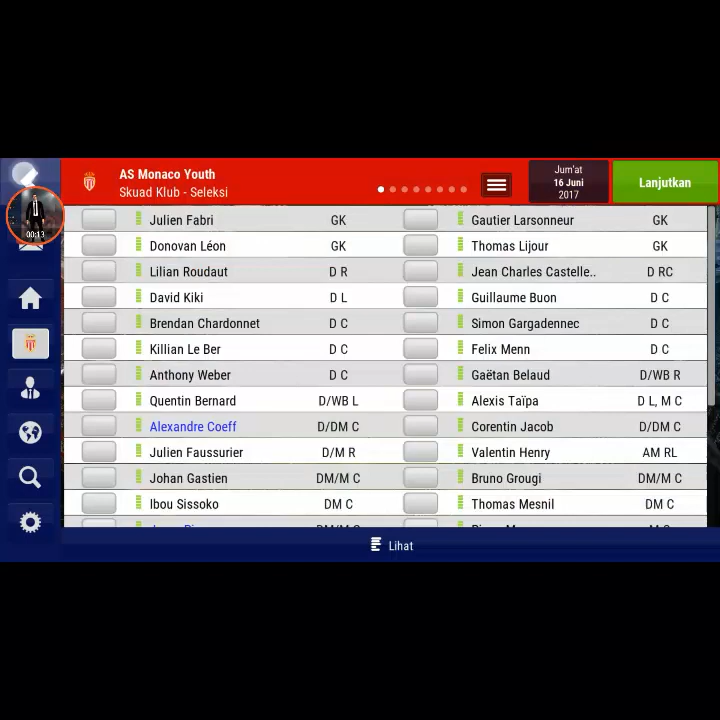 AS Monaco Youth
Skuad Klub - Seleksi
Jum'at
16 Juni
2017
Lanjutkan
00:13
Julien Fabri GK Gautier Larsonneur GK
Donovan Léon GK Thomas Lijour GK
Lilian Roudaut D R Jean Charles Castelle.. D RC
David Kiki D L Guillaume Buon D C
Brendan Chardonnet D C Simon Gargadennec D C
Killian Le Ber D C Felix Menn D C
Anthony Weber D C Gaëtan Belaud D/WB R
Quentin Bernard D/WB L Alexis Taïpa D L, M C
Alexandre Coeff D/DM C Corentin Jacob D/DM C
Julien Faussurier D/M R Valentin Henry AM RL
Johan Gastien DM/M C Bruno Grougi DM/M C
Ibou Sissoko DM C Thomas Mesnil DM C
Lihat